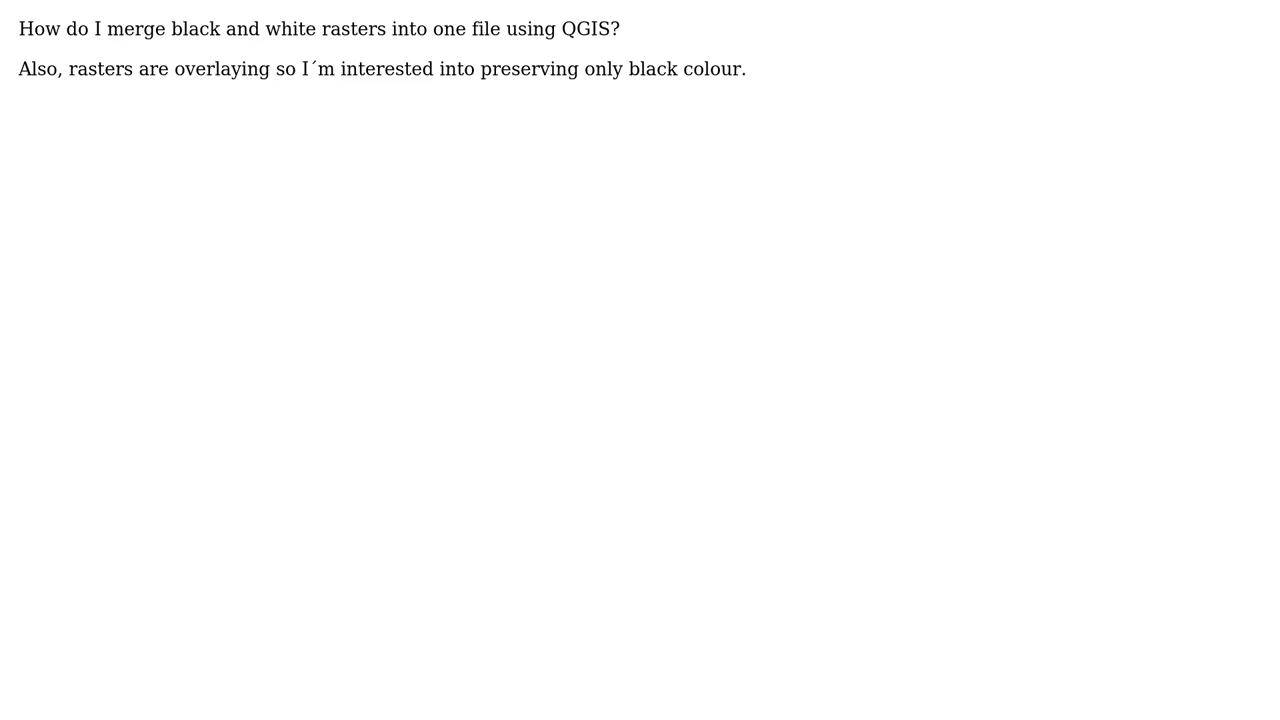 How do I merge black and white rasters into one file using QGIS?
Also, rasters are overlaying so I´m interested into preserving only black colour.